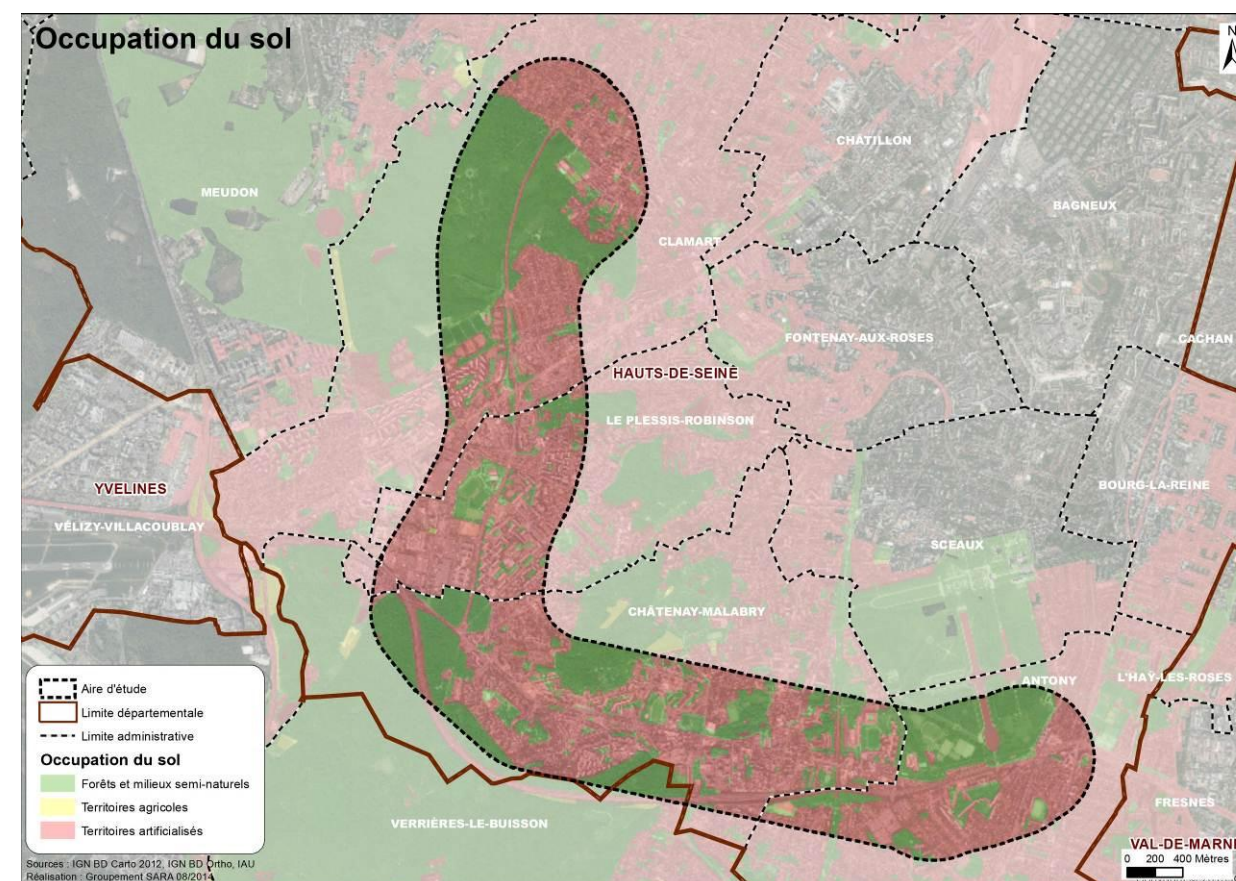 Occupation du sol
N
CHÂTILLON
MEUDON
BAGNEUX
CLAMART
FONTENAY-AUX-ROSES
CACHAN
HAUTS-DE-SEINE
LE PLESSIS-ROBINSON
YVELINES
BOURG-LA-REINE
VÉLIZY-VILLACOUBLAY
SCEAUX
CHÂTENAY-MALABRY
ANTONY
L'HAŸ-LES-ROSES
Aire d'étude
Limite départementale
Limite administrative
Occupation du sol
Forêts et milieux semi-naturels
Territoires agricoles
Territoires artificialisés
VERRIÈRES-LE-BUISSON
FRESNES
VAL-DE-MARN
0 200 400 Mètres
Sources : IGN BD Carto 2012, IGN BD Ortho, IAU
Réalisation : Groupement SARA 08/2014